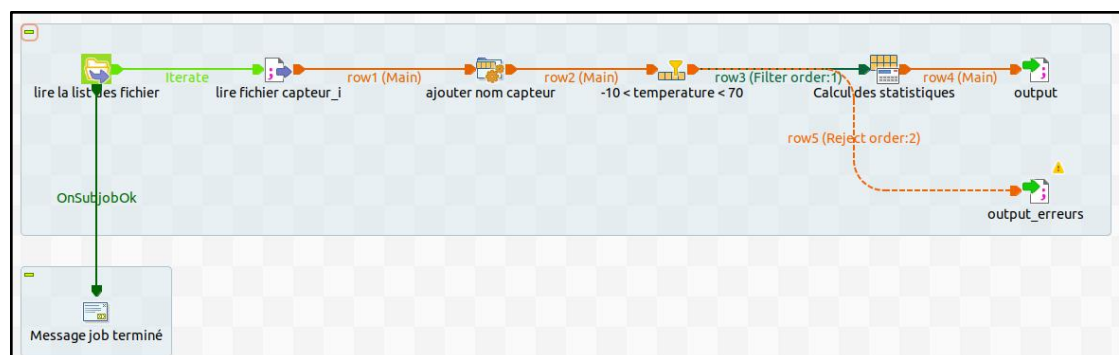 Iterate
row1 (Main)
row2 (Main)
row3 (Filter order:1)
row4 (Main)
lire la list des fichier
lire fichier capteur_i
ajouter nom capteur
-10 < temperature < 70
Calcul des statistiques
output
row5 (Reject order:2)
OnSubjobOk
output_erreurs
Message job terminé